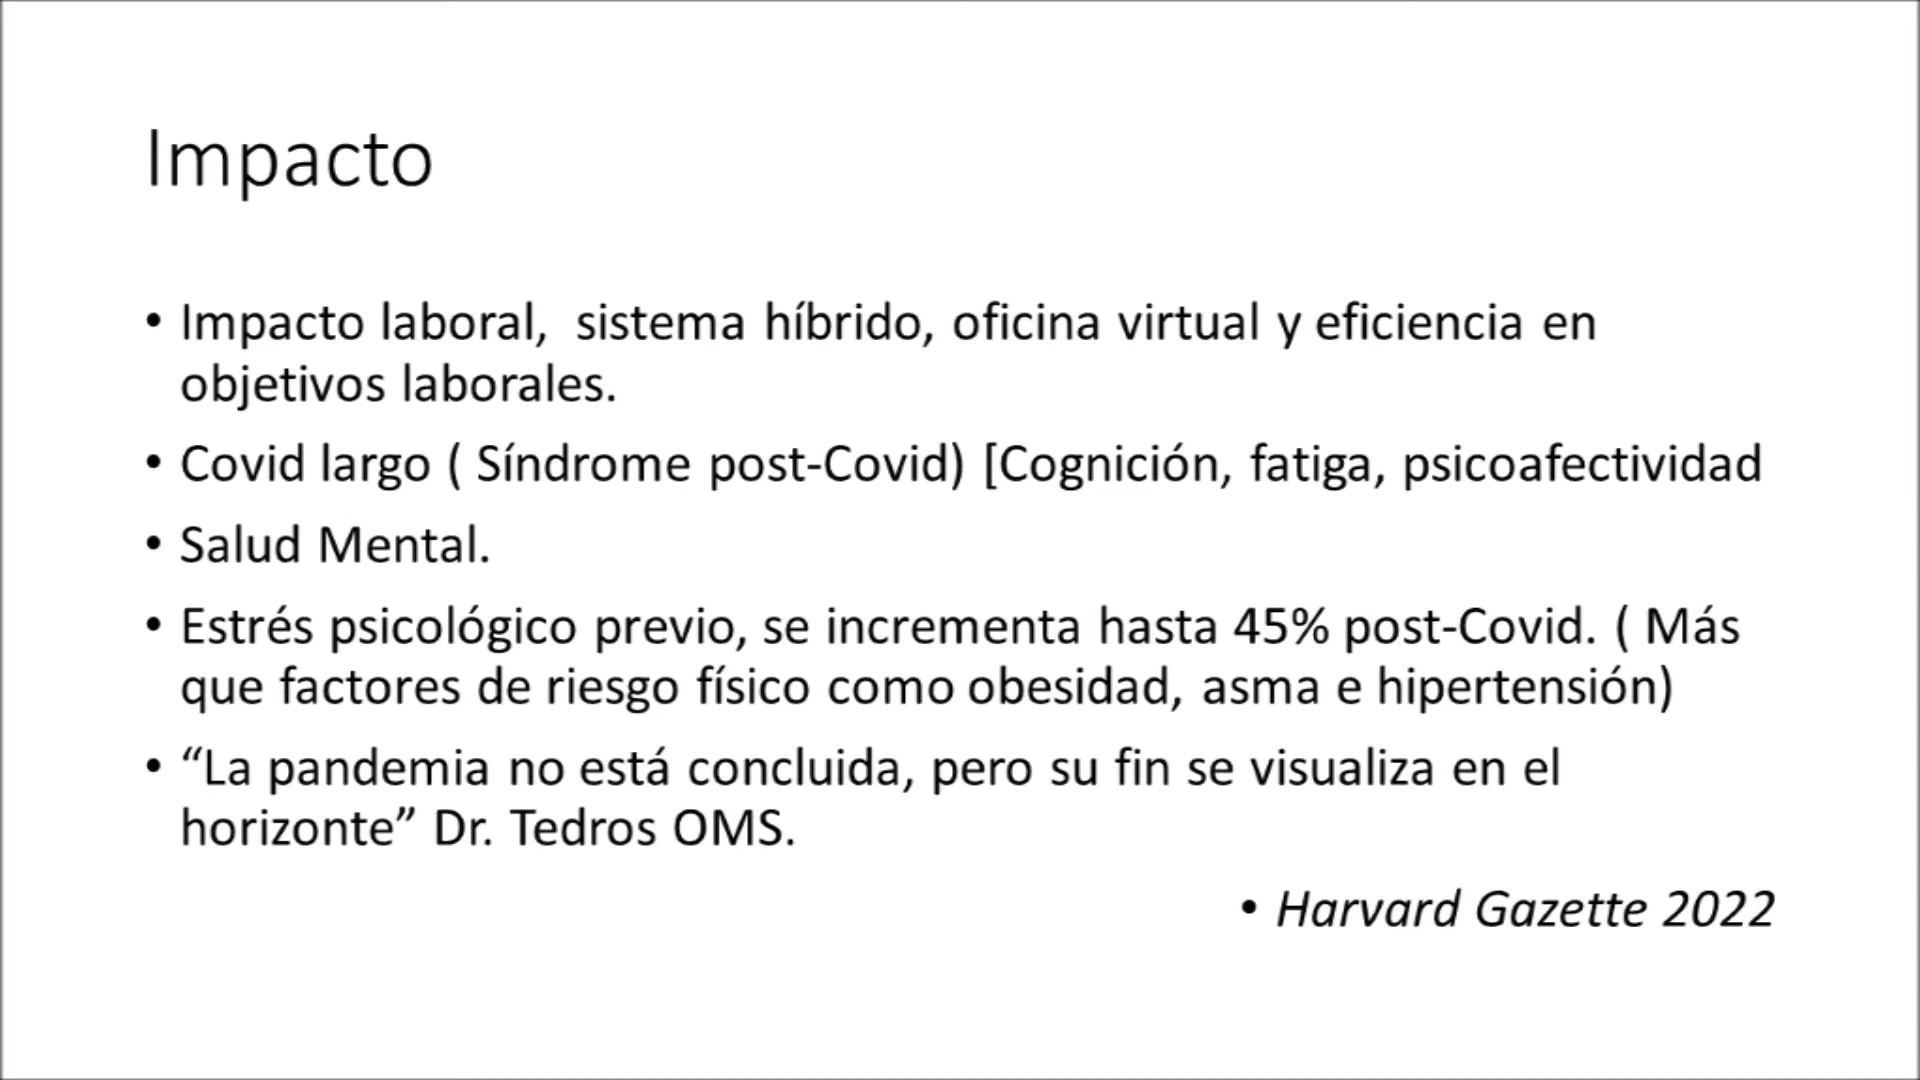 Impacto
• Impacto laboral,  sistema híbrido, oficina virtual y eficiencia en
objetivos laborales.
• Covid largo ( Síndrome post-Covid) [Cognición, fatiga, psicoafectividad
• Salud Mental.
• Estrés psicológico previo, se incrementa hasta 45% post-Covid. ( Más
que factores de riesgo físico como obesidad, asma e hipertensión)
• “La pandemia no está concluida, pero su fin se visualiza en el
horizonte” Dr. Tedros OMS.
• Harvard Gazette 2022